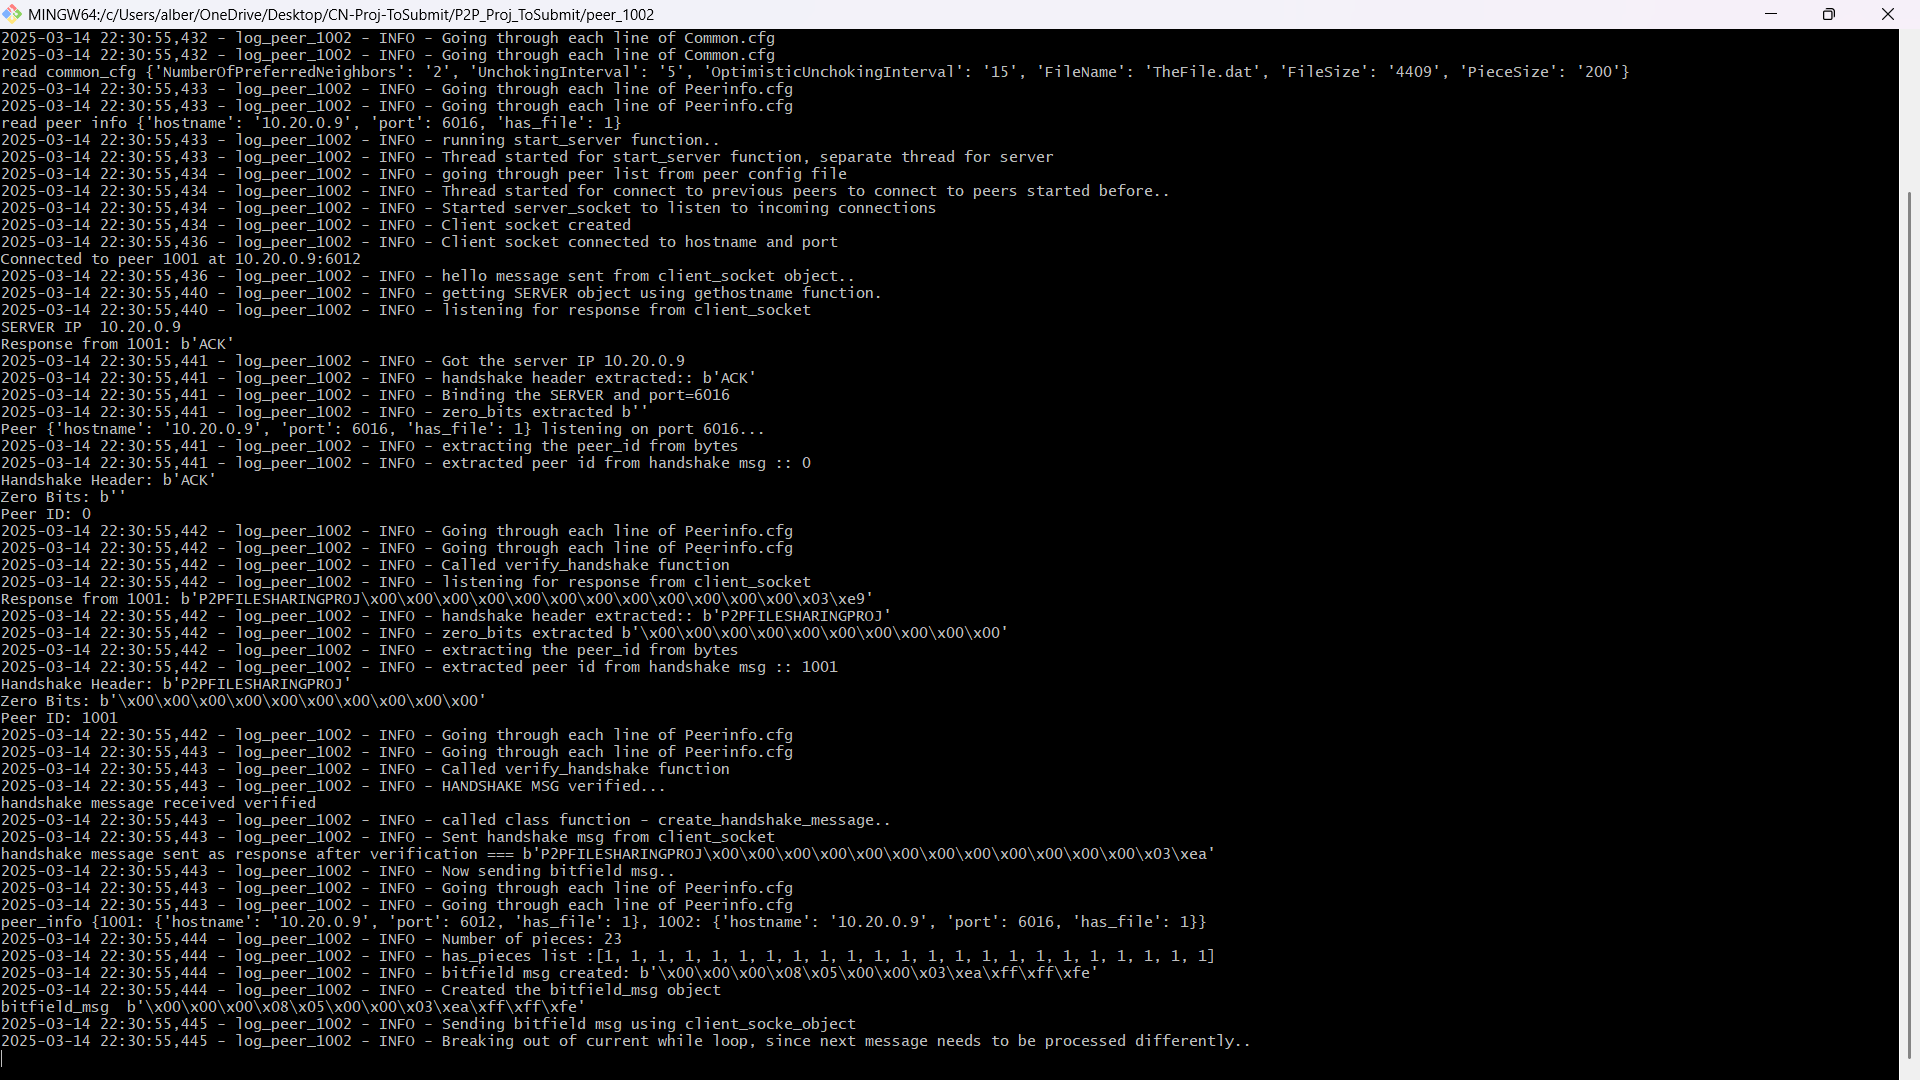 MINGW64:/c/Users/alber/OneDrive/Desktop/CN-Proj-ToSubmit/P2P_Proj_ToSubmit/peer_1002
2025-03-14 22:30:55,432 - log_peer_1002 - INFO - Going through each line of Common.cfg
2025-03-14 22:30:55,432 - log_peer_1002 - INFO - Going through each line of Common.cfg
read common_cfg {'NumberOfPreferredNeighbors': '2', 'UnchokingInterval': '5', 'OptimisticUnchokingInterval': '15', 'FileName': 'TheFile.dat', 'FileSize': '4409', 'PieceSize': '200'}
2025-03-14 22:30:55,433 - log_peer_1002 - INFO - Going through each line of Peerinfo.cfg
2025-03-14 22:30:55,433 - log_peer_1002 - INFO - Going through each line of Peerinfo.cfg
read peer info {'hostname': '10.20.0.9', 'port': 6016, 'has_file': 1}
2025-03-14 22:30:55,433 - log_peer_1002 - INFO - running start_server function..
2025-03-14 22:30:55,433 - log_peer_1002 - INFO - Thread started for start_server function, separate thread for server
2025-03-14 22:30:55,434 - log_peer_1002 - INFO - going through peer list from peer config file
2025-03-14 22:30:55,434 - log_peer_1002 - INFO - Thread started for connect to previous peers to connect to peers started before..
2025-03-14 22:30:55,434 - log_peer_1002 - INFO - Started server_socket to listen to incoming connections
2025-03-14 22:30:55,434 - log_peer_1002 - INFO - Client socket created
2025-03-14 22:30:55,436 - log_peer_1002 - INFO - Client socket connected to hostname and port
Connected to peer 1001 at 10.20.0.9:6012
2025-03-14 22:30:55,436 - log_peer_1002 - INFO - hello message sent from client_socket object..
2025-03-14 22:30:55,440 - log_peer_1002 - INFO - getting SERVER object using gethostname function.
2025-03-14 22:30:55,440 - log_peer_1002 - INFO - listening for response from client_socket
SERVER IP  10.20.0.9
Response from 1001: b'ACK'
2025-03-14 22:30:55,441 - log_peer_1002 - INFO - Got the server IP 10.20.0.9
2025-03-14 22:30:55,441 - log_peer_1002 - INFO - handshake header extracted:: b'ACK'
2025-03-14 22:30:55,441 - log_peer_1002 - INFO - Binding the SERVER and port=6016
2025-03-14 22:30:55,441 - log_peer_1002 - INFO - zero_bits extracted b''
Peer {'hostname': '10.20.0.9', 'port': 6016, 'has_file': 1} listening on port 6016...
2025-03-14 22:30:55,441 - log_peer_1002 - INFO - extracting the peer_id from bytes
2025-03-14 22:30:55,441 - log_peer_1002 - INFO - extracted peer id from handshake msg :: 0
Handshake Header: b'ACK'
Zero Bits: b''
Peer ID: 0
2025-03-14 22:30:55,442 - log_peer_1002 - INFO - Going through each line of Peerinfo.cfg
2025-03-14 22:30:55,442 - log_peer_1002 - INFO - Going through each line of Peerinfo.cfg
2025-03-14 22:30:55,442 - log_peer_1002 - INFO - Called verify_handshake function
2025-03-14 22:30:55,442 - log_peer_1002 - INFO - listening for response from client_socket
Response from 1001: b'P2PFILESHARINGPROJ\x00\x00\x00\x00\x00\x00\x00\x00\x00\x00\x00\x00\x03\xe9'
2025-03-14 22:30:55,442 - log_peer_1002 - INFO - handshake header extracted:: b'P2PFILESHARINGPROJ'
2025-03-14 22:30:55,442 - log_peer_1002 - INFO - zero_bits extracted b'\x00\x00\x00\x00\x00\x00\x00\x00\x00\x00'
2025-03-14 22:30:55,442 - log_peer_1002 - INFO - extracting the peer_id from bytes
2025-03-14 22:30:55,442 - log_peer_1002 - INFO - extracted peer id from handshake msg :: 1001
Handshake Header: b'P2PFILESHARINGPROJ'
Zero Bits: b'\x00\x00\x00\x00\x00\x00\x00\x00\x00\x00'
Peer ID: 1001
2025-03-14 22:30:55,442 - log_peer_1002 - INFO - Going through each line of Peerinfo.cfg
2025-03-14 22:30:55,443 - log_peer_1002 - INFO - Going through each line of Peerinfo.cfg
2025-03-14 22:30:55,443 - log_peer_1002 - INFO - Called verify_handshake function
2025-03-14 22:30:55,443 - log_peer_1002 - INFO - HANDSHAKE MSG verified...
handshake message received verified
2025-03-14 22:30:55,443 - log_peer_1002 - INFO - called class function - create_handshake_message..
2025-03-14 22:30:55,443 - log_peer_1002 - INFO - Sent handshake msg from client_socket
handshake message sent as response after verification === b'P2PFILESHARINGPROJ\x00\x00\x00\x00\x00\x00\x00\x00\x00\x00\x00\x00\x03\xea'
2025-03-14 22:30:55,443 - log_peer_1002 - INFO - Now sending bitfield msg..
2025-03-14 22:30:55,443 - log_peer_1002 - INFO - Going through each line of Peerinfo.cfg
2025-03-14 22:30:55,443 - log_peer_1002 - INFO - Going through each line of Peerinfo.cfg
peer_info {1001: {'hostname': '10.20.0.9', 'port': 6012, 'has_file': 1}, 1002: {'hostname': '10.20.0.9', 'port': 6016, 'has_file': 1}}
2025-03-14 22:30:55,444 - log_peer_1002 - INFO - Number of pieces: 23
2025-03-14 22:30:55,444 - log_peer_1002 - INFO - has_pieces list :[1, 1, 1, 1, 1, 1, 1, 1, 1, 1, 1, 1, 1, 1, 1, 1, 1, 1, 1, 1, 1, 1, 1]
2025-03-14 22:30:55,444 - log_peer_1002 - INFO - bitfield msg created: b'\x00\x00\x00\x08\x05\x00\x00\x03\xea\xff\xff\xfe'
2025-03-14 22:30:55,444 - log_peer_1002 - INFO - Created the bitfield_msg object
bitfield_msg  b'\x00\x00\x00\x08\x05\x00\x00\x03\xea\xff\xff\xfe'
2025-03-14 22:30:55,445 - log_peer_1002 - INFO - Sending bitfield msg using client_socke_object
2025-03-14 22:30:55,445 - log_peer_1002 - INFO - Breaking out of current while loop, since next message needs to be processed differently..